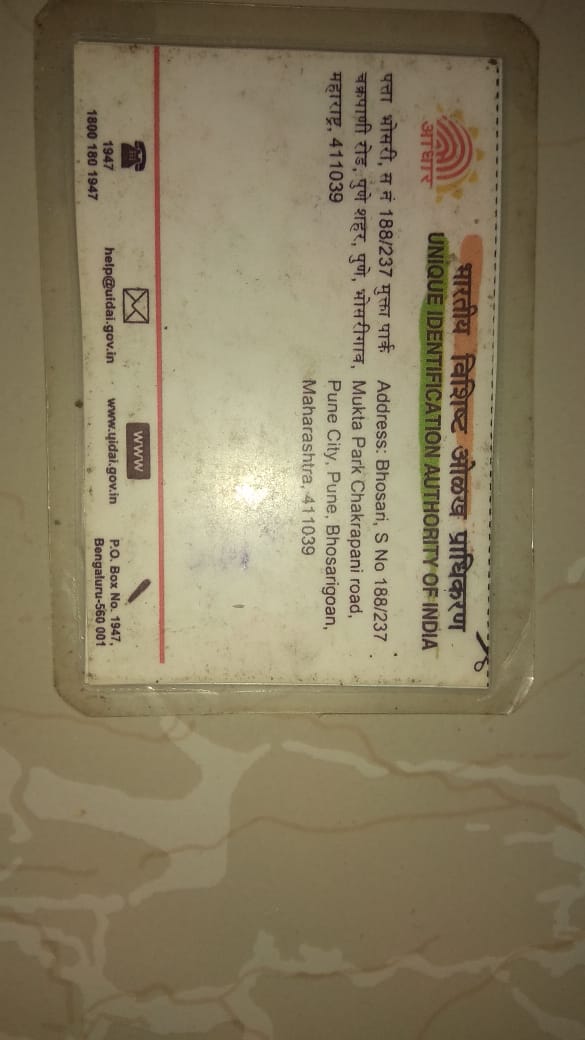 भारतीय विशिष्ट ओळख प्राधिकरण
UNIQUE IDENTIFICATION AUTHORITY OF INDIA
आधार
पत्ता भोसरी, स नं 188/237 मुक्ता पार्क
चक्रपाणी रोड, पुणे शहर, पुणे, भोसरीगाव,
महाराष्ट्र, 411039
Address: Bhosari, S No 188/237
Mukta Park Chakrapani road,
Pune City, Pune, Bhosarigoan,
Maharashtra, 411039
1947
1800 180 1947
help@uidai.gov.in
www
www.uidai.gov.in
P.O. Box No. 1947,
Bengaluru-560 001